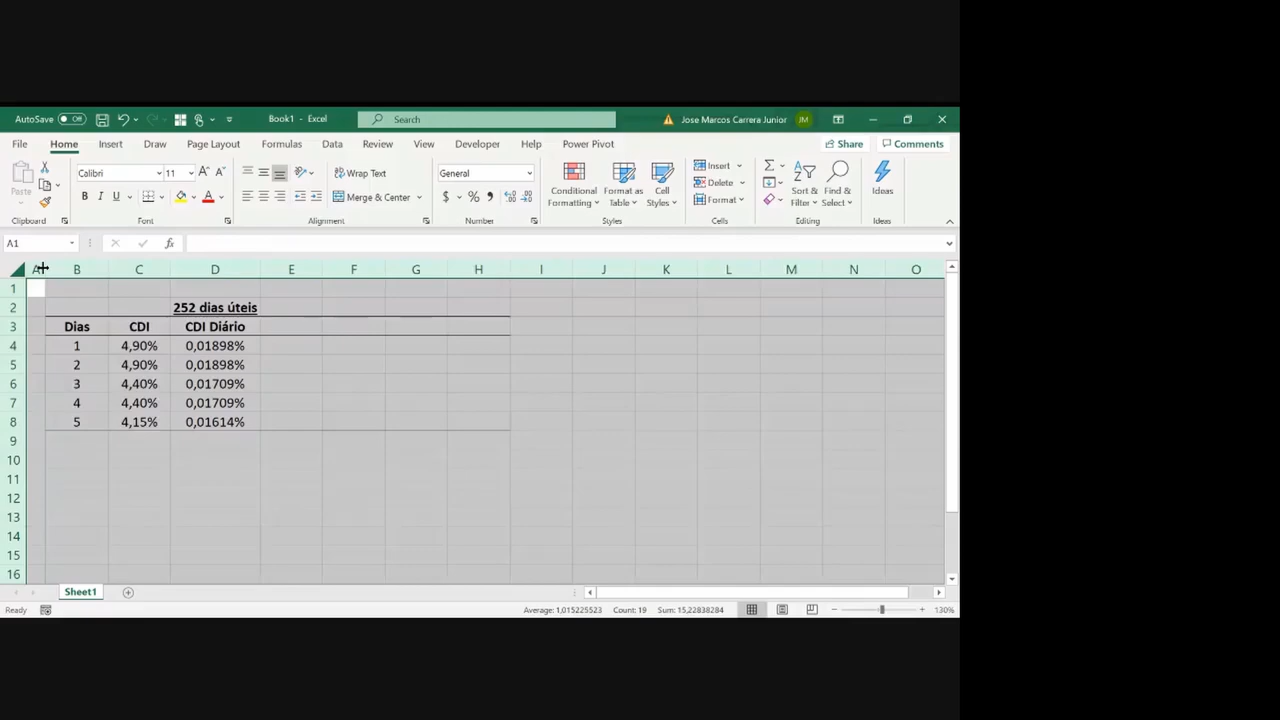 AutoSave Off Book1 - Excel Search Jose Marcos Carrera Junior JM
File Home Insert Draw Page Layout Formulas Data Review View Developer Help Power Pivot Share Comments
Paste Calibri 11 A A Wrap Text General Conditional Formatting Format as Table Cell Styles Insert Sort & Filter Find & Select Ideas
B I U A Merge & Center $ % Delete
Format
Clipboard Font Alignment Number Styles Cells Editing Ideas
A1 fx
A B C D E F G H I J K L M N O
1
2 252 dias úteis
3 Dias CDI CDI Diário
4 1 4,90% 0,01898%
5 2 4,90% 0,01898%
6 3 4,40% 0,01709%
7 4 4,40% 0,01709%
8 5 4,15% 0,01614%
9
10
11
12
13
14
15
16
Sheet1
Ready Average: 1,015225523 Count: 19 Sum: 15,22838284 130%